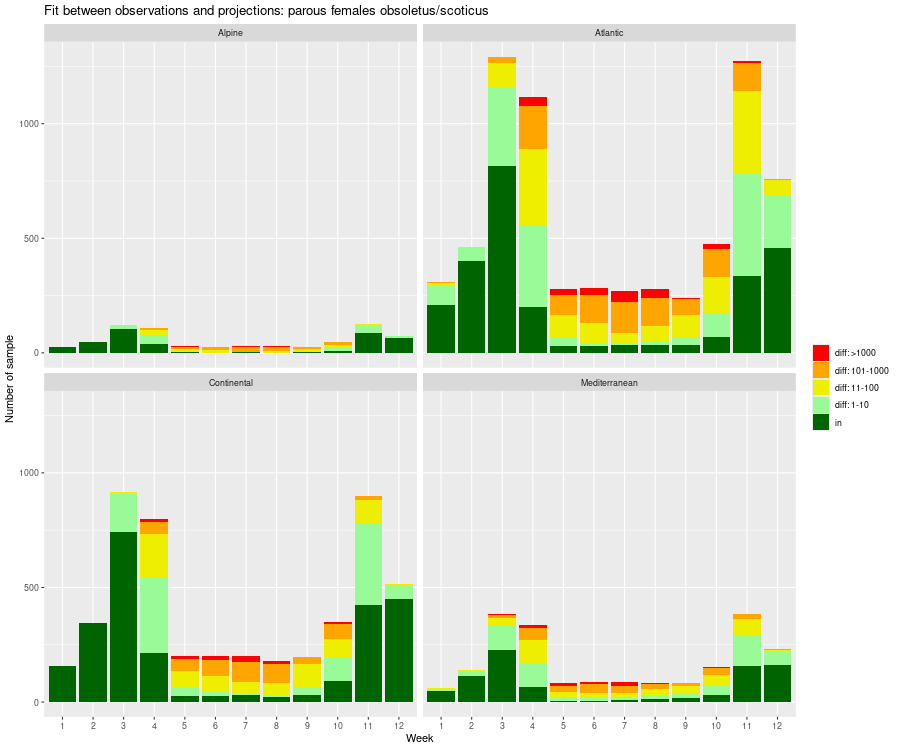 Fit between observations and projections: parous females obsoletus/scoticus
Alpine
Atlantic
1000
500
0
Continental
Mediterranean
1000
500
0
1 2 3 4 5 6 7 8 9 10 11 12
1 2 3 4 5 6 7 8 9 10 11 12
Week
Number of sample
diff: >1000
diff: 101-1000
diff: 11-100
diff: 1-10
in